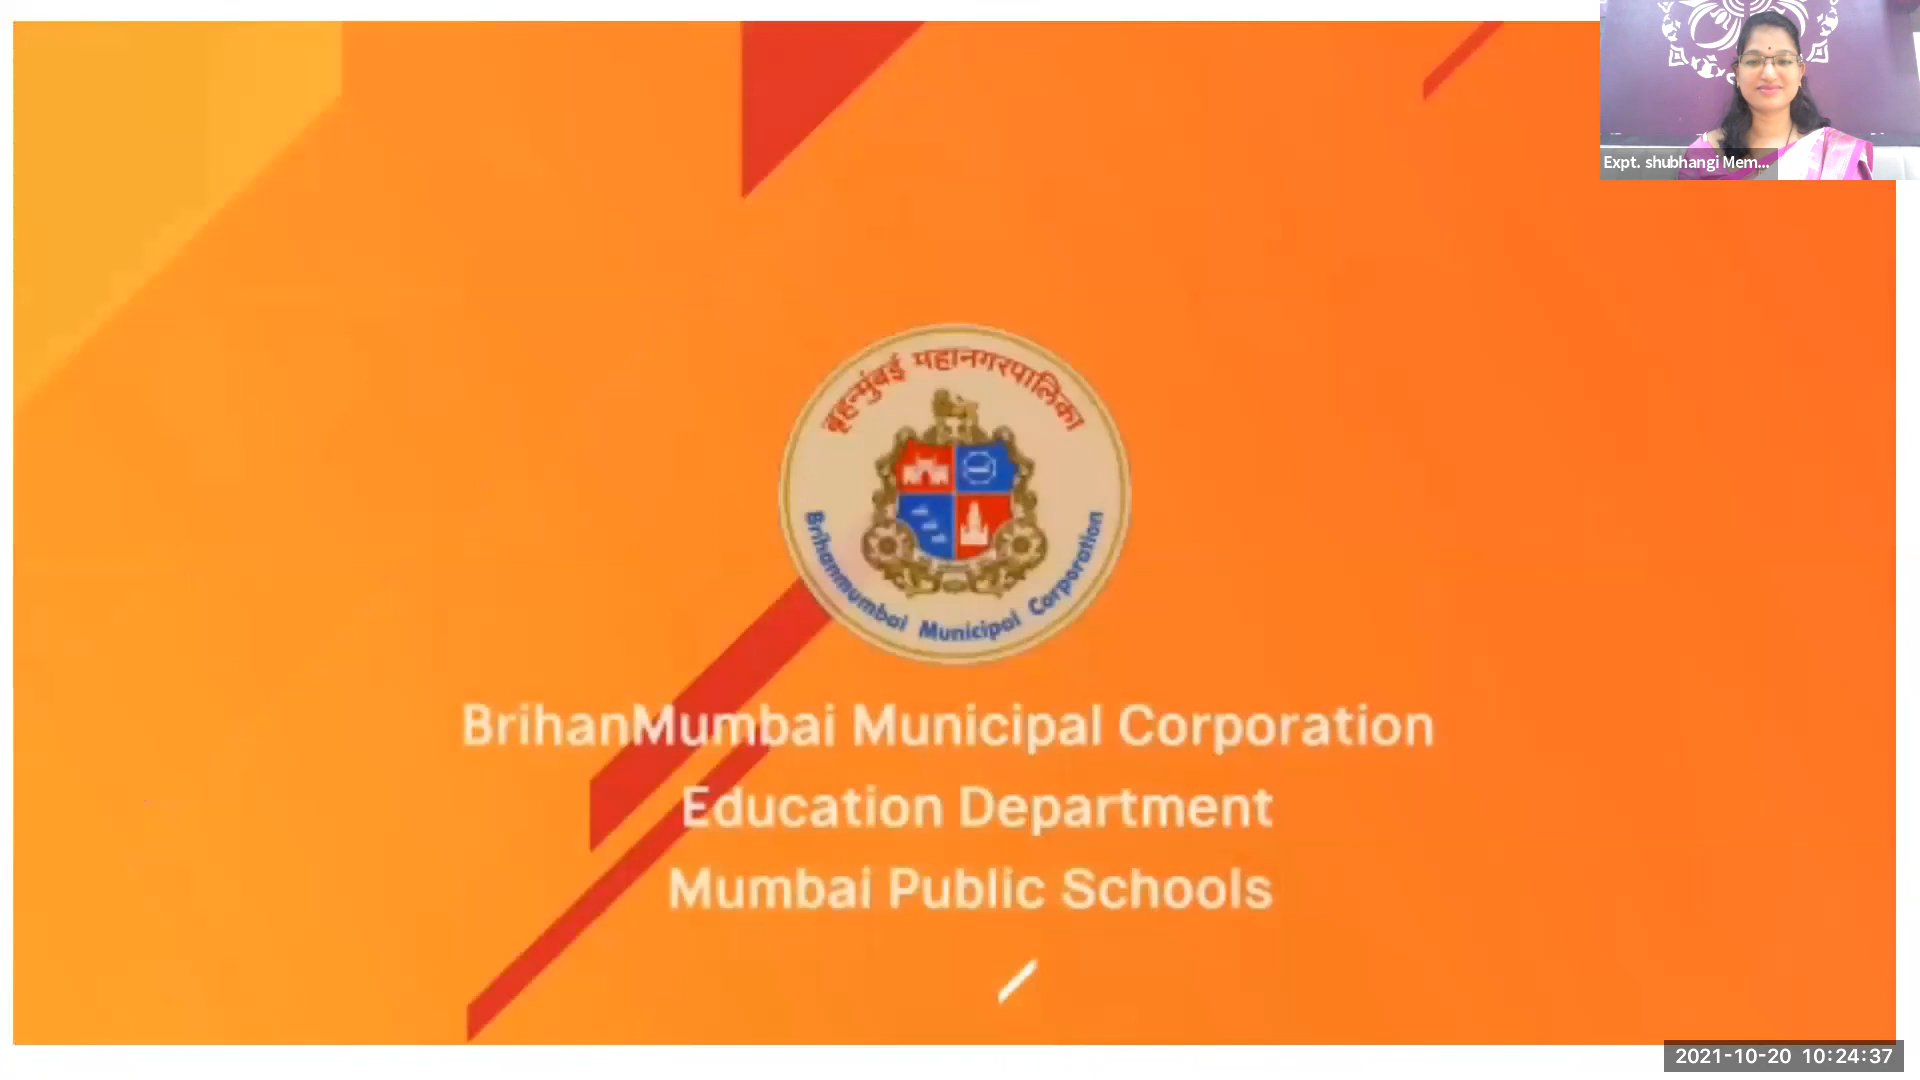 Expt. shubhangi Mem...
बृहन्मुंबई महानगरपालिका
Brihanmumbai Municipal Corporation
BrihanMumbai Municipal Corporation
Education Department
Mumbai Public Schools
2021-10-20 10:24:37